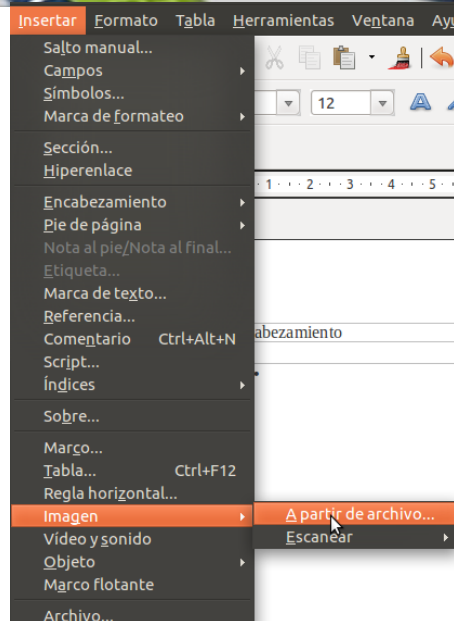 Insertar Formato Tabla Herramientas Ventana Ayu
Salto manual...
Campos
Símbolos...
12
Marca de formateo
Sección...
Hiperenlace
1 2 3 4 5
Encabezamiento
Pie de página
Nota al pie/Nota al final...
Etiqueta...
Marca de texto...
Referencia...
Comentario Ctrl+Alt+N
abezamiento
Script...
Índices
Sobre...
Marco...
Tabla... Ctrl+F12
Regla horizontal...
Imagen
A partir de archivo...
Vídeo y sonido
Escanear
Objeto
Marco flotante
Archivo...